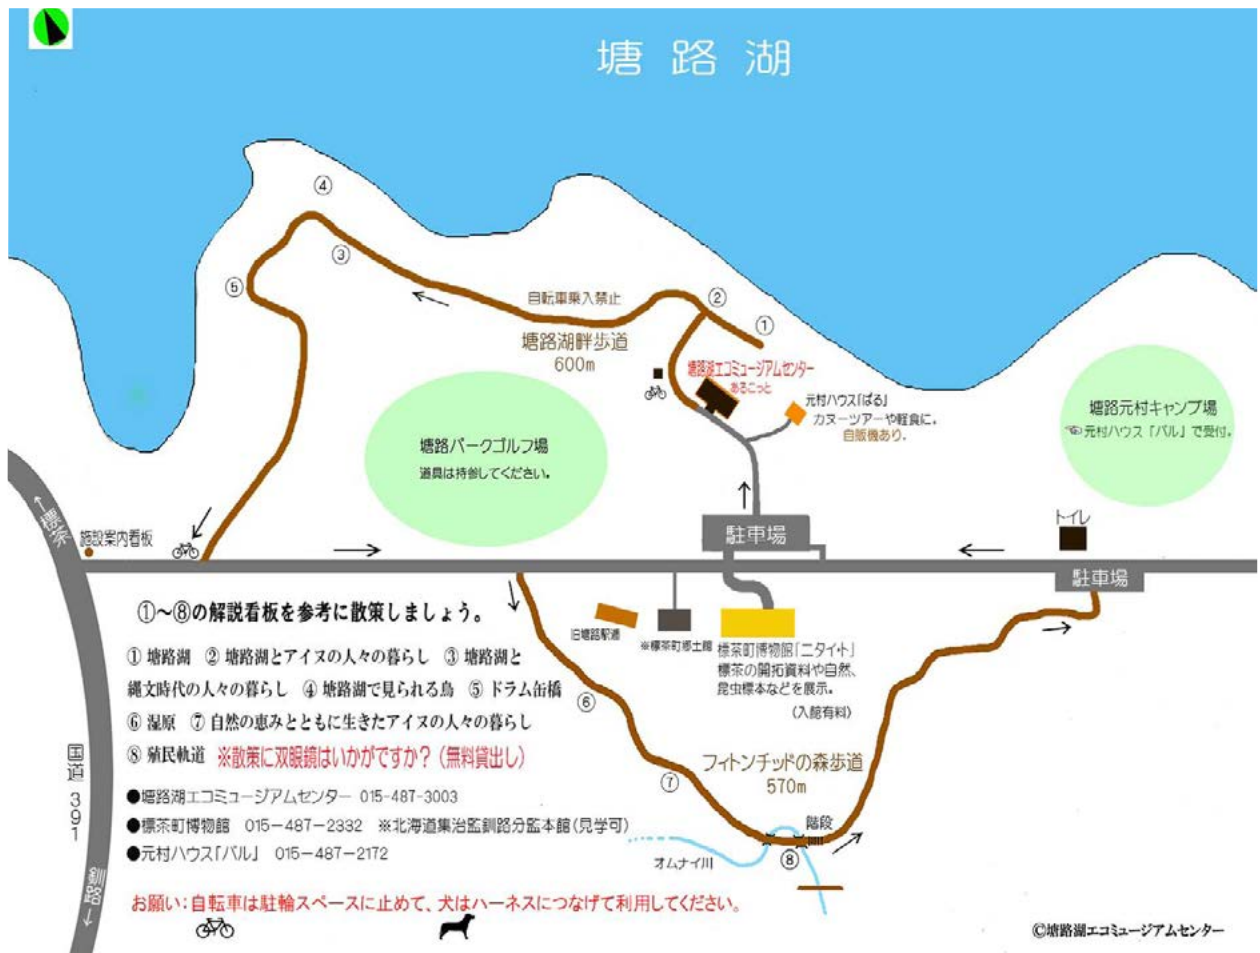 塘路湖
④
③
⑤
②
①
自転車乗入禁止
塘路湖畔歩道
600m
塘路湖エコミュージアムセンター
あるこっと
元村ハウス「ぱる」
カヌーツアーや軽食に。
自販機あり。
塘路元村キャンプ場
☜元村ハウス「パル」で受付。
塘路パークゴルフ場
道具は持参してください。
←標茶
施設案内看板
駐車場
トイレ
駐車場
①～⑧の解説看板を参考に散策しましょう。
① 塘路湖 ② 塘路湖とアイヌの人々の暮らし ③ 塘路湖と
縄文時代の人々の暮らし ④ 塘路湖で見られる鳥 ⑤ ドラム缶橋
⑥ 湿原 ⑦ 自然の恵みとともに生きたアイヌの人々の暮らし
⑧ 殖民軌道 ※散策に双眼鏡はいかがですか？（無料貸出し）
●塘路湖エコミュージアムセンター 015-487-3003
●標茶町博物館 015-487-2332 ※北海道集治監釧路分監本館(見学可)
●元村ハウス「パル」 015-487-2172
旧塘路駅逓
※標茶町郷土館
標茶町博物館「ニタイ・ト」
標茶の開拓資料や自然、
昆虫標本などを展示。
（入館有料）
⑥
⑦
フィトンチッドの森歩道
570m
階段
⑧
オムナイ川
国道 391
釧路→
お願い：自転車は駐輪スペースに止めて、犬はハーネスにつなげて利用してください。
©塘路湖エコミュージアムセンター